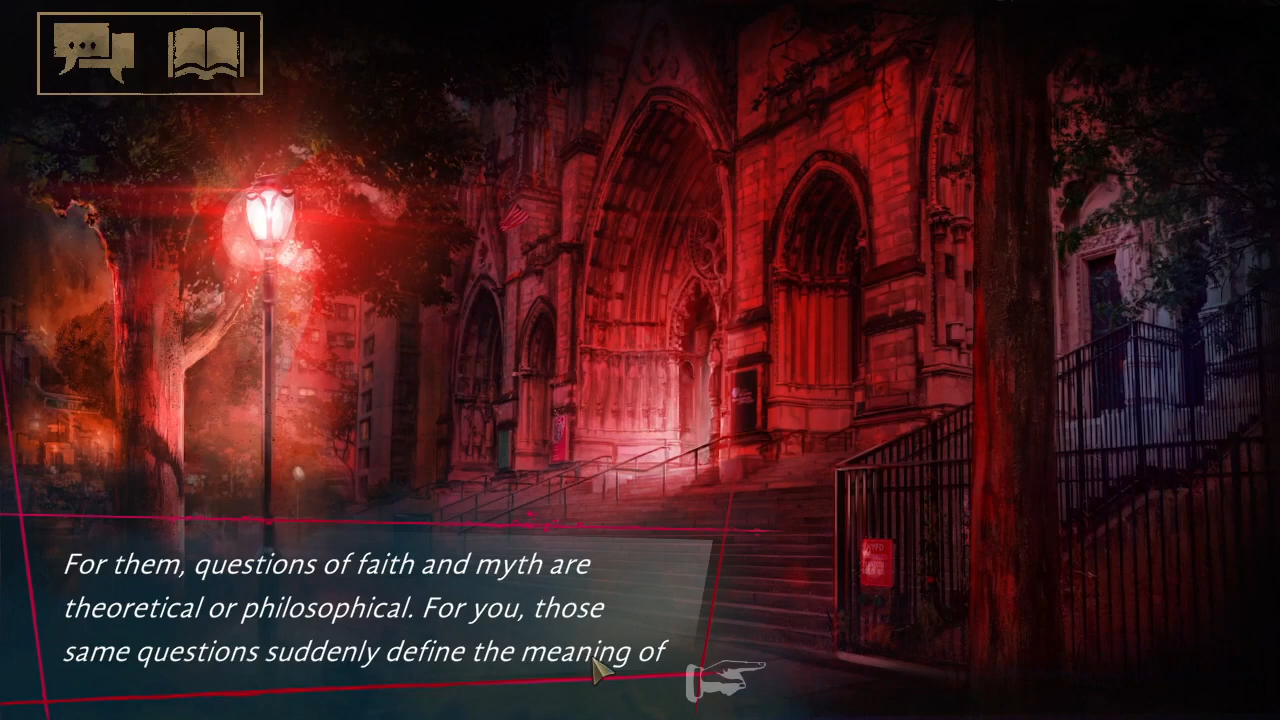 For them, questions of faith and myth are
theoretical or philosophical. For you, those
same questions suddenly define the meaning of